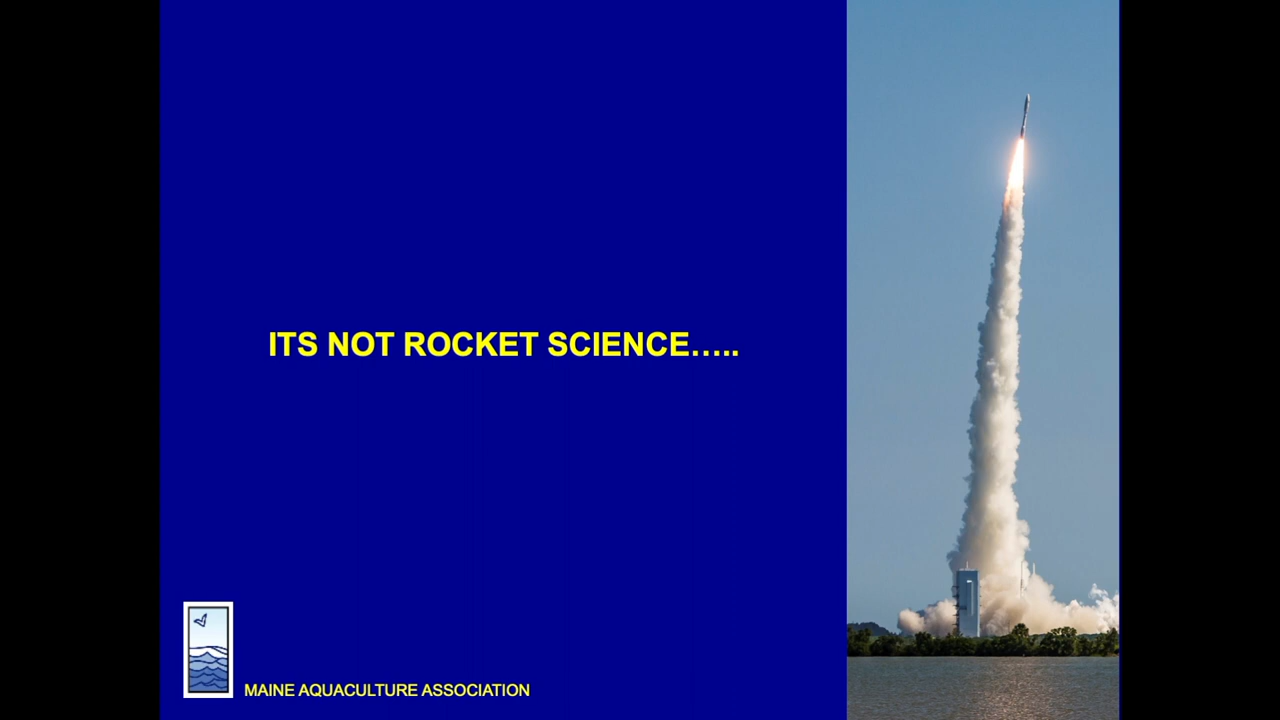 ITS NOT ROCKET SCIENCE…..
MAINE AQUACULTURE ASSOCIATION